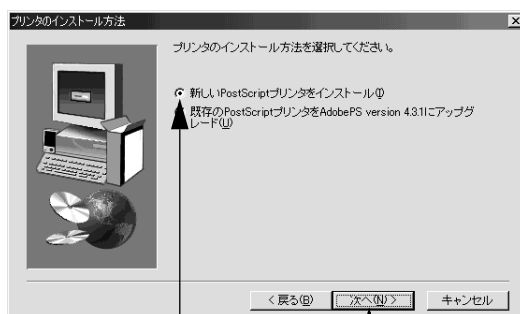 プリンタのインストール方法
プリンタのインストール方法を選択してください。
新しいPostScriptプリンタをインストール(I)
既存のPostScriptプリンタをAdobePS version 4.3.1にアップグ
レード(U)
< 戻る(B)
次へ(N) >
キャンセル